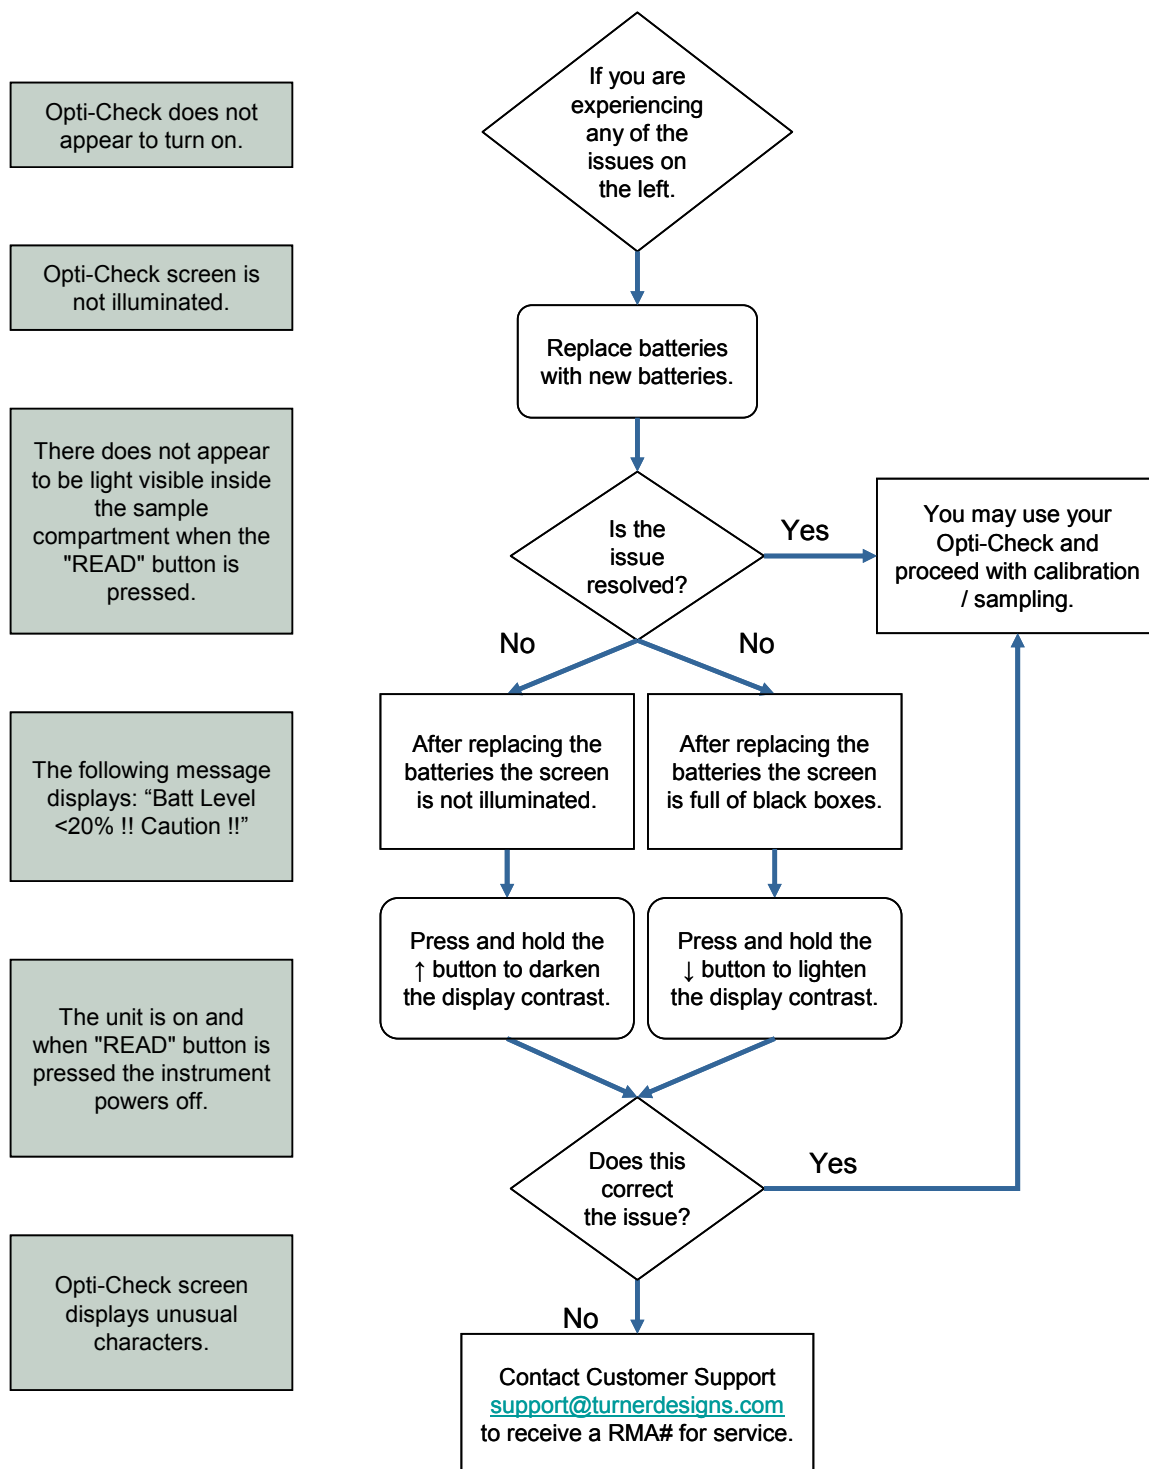 Opti-Check does not
appear to turn on.
Opti-Check screen is
not illuminated.
There does not appear
to be light visible inside
the sample
compartment when the
"READ" button is
pressed.
The following message
displays: “Batt Level
<20% !! Caution !!”
The unit is on and
when "READ" button is
pressed the instrument
powers off.
Opti-Check screen
displays unusual
characters.
If you are
experiencing
any of the
issues on
the left.
Replace batteries
with new batteries.
Is the
issue
resolved?
Yes
You may use your
Opti-Check and
proceed with calibration
/ sampling.
No
No
After replacing the
batteries the screen
is not illuminated.
After replacing the
batteries the screen
is full of black boxes.
Press and hold the
↑ button to darken
the display contrast.
Press and hold the
↓ button to lighten
the display contrast.
Does this
correct
the issue?
Yes
No
Contact Customer Support
support@turnerdesigns.com
to receive a RMA# for service.